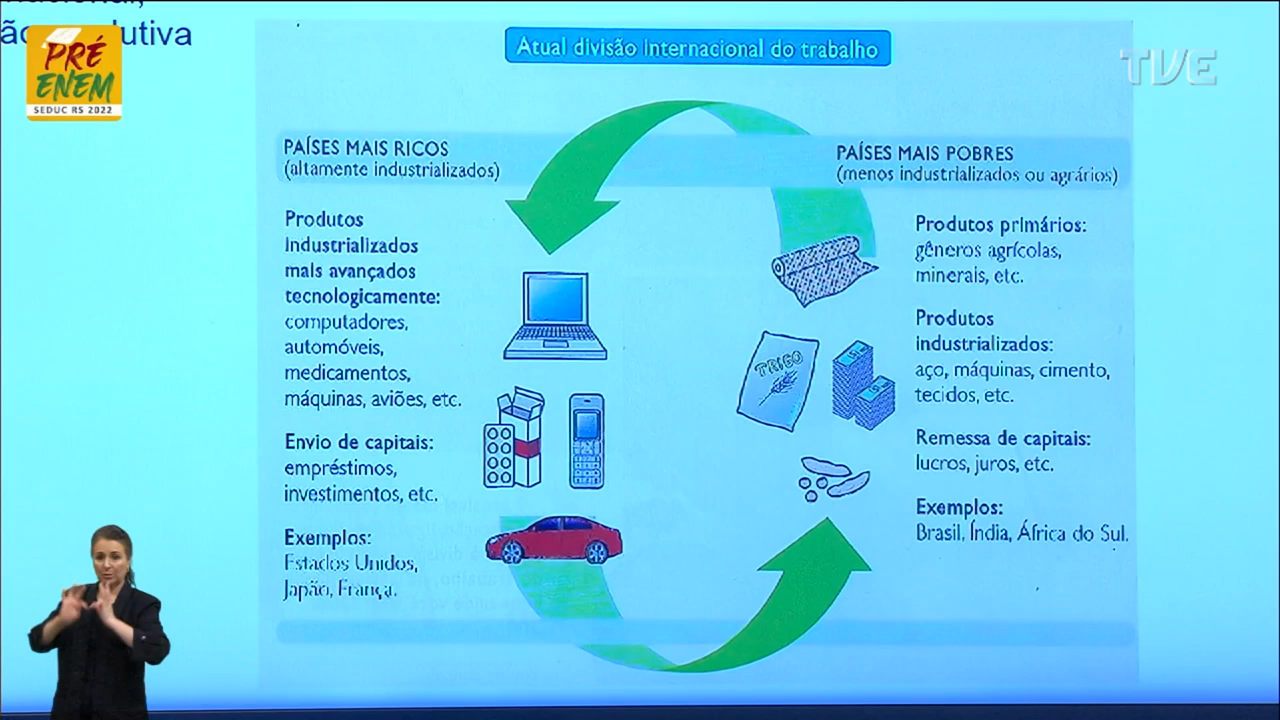 PRÉ
ENEM
SEDUC RS 2022
TVE
Atual divisão internacional do trabalho
PAÍSES MAIS RICOS
(altamente industrializados)
Produtos
industrializados
mais avançados
tecnologicamente:
computadores,
automóveis,
medicamentos,
máquinas, aviões, etc.
Envio de capitais:
empréstimos,
investimentos, etc.
Exemplos:
Estados Unidos,
Japão, França.
PAÍSES MAIS POBRES
(menos industrializados ou agrários)
Produtos primários:
gêneros agrícolas,
minerais, etc.
Produtos
industrializados:
aço, máquinas, cimento,
tecidos, etc.
Remessa de capitais:
lucros, juros, etc.
Exemplos:
Brasil, Índia, África do Sul.
TRIGO